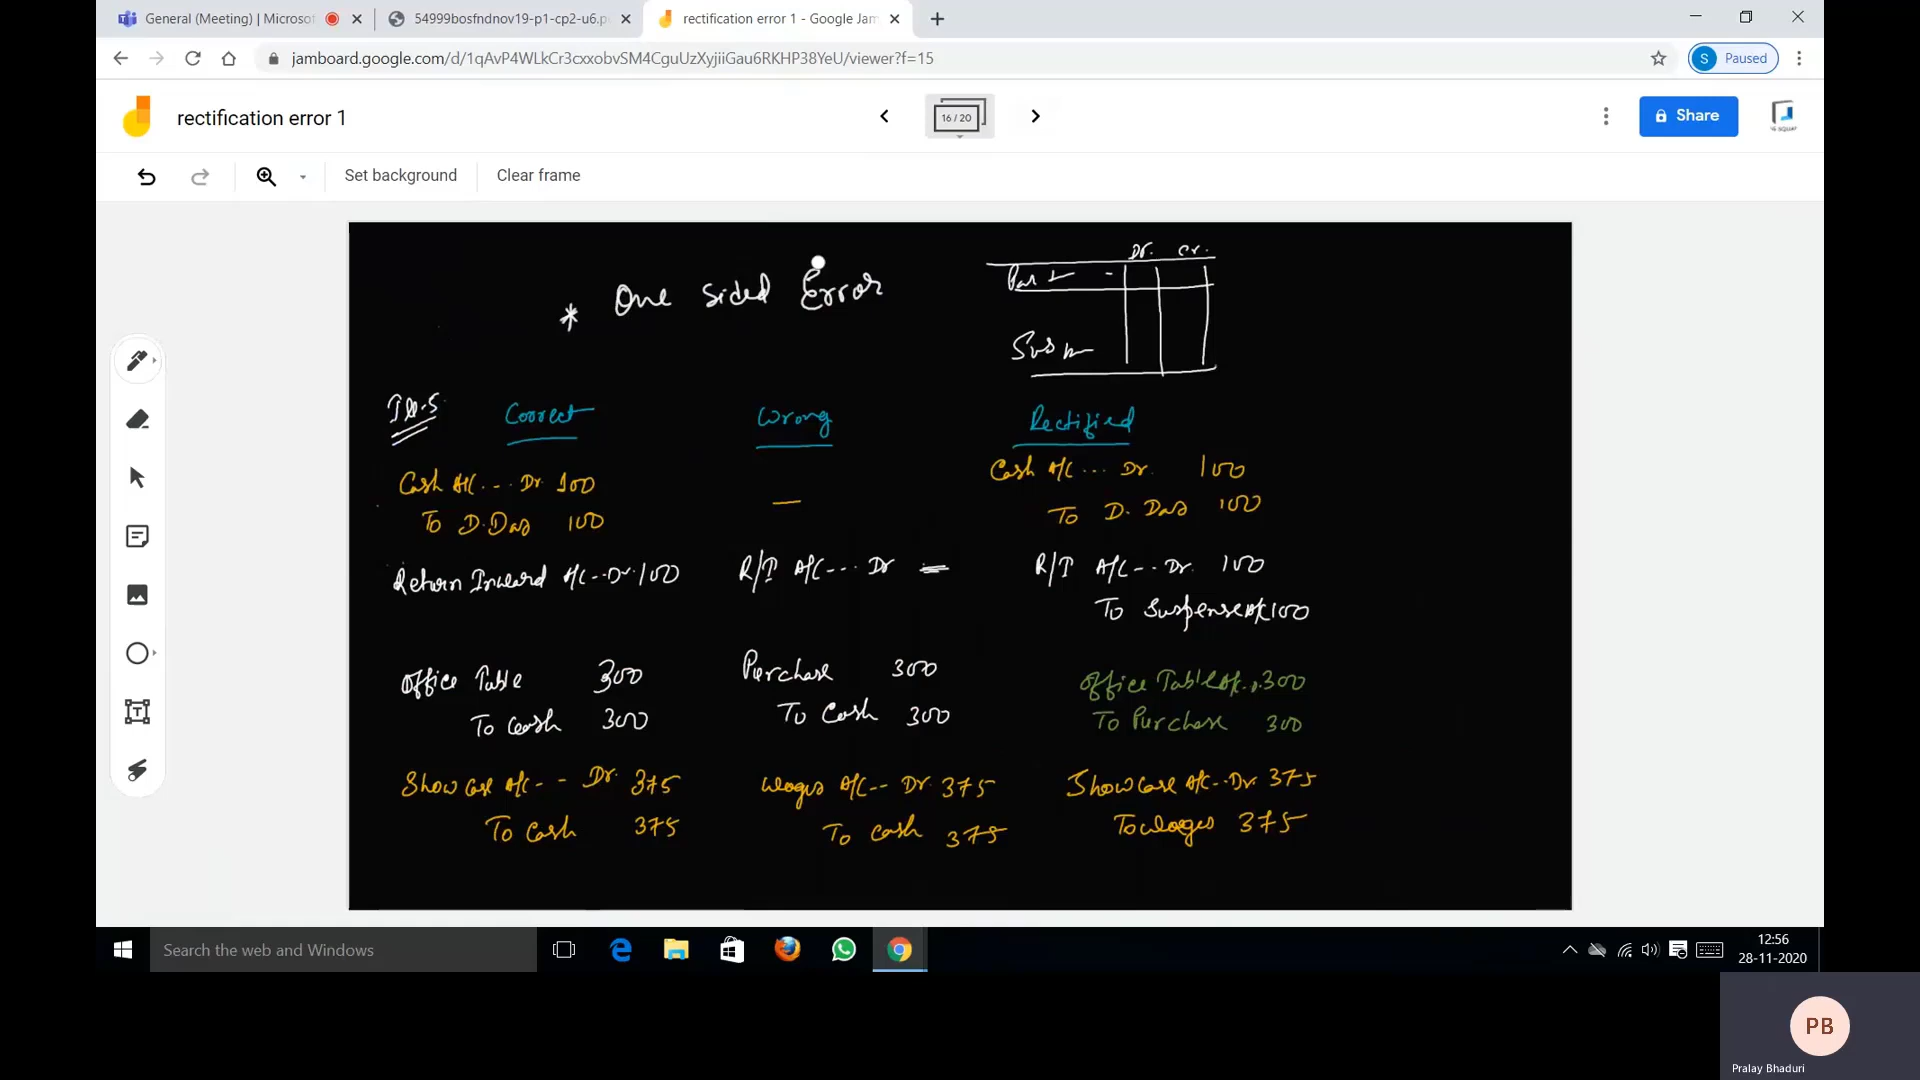 General (Meeting) | Microsof
54999bosfndnov19-p1-cp2-u6.p
rectification error 1 - Google Jam
jamboard.google.com/d/1qAvP4WLkCr3cxxobvSM4CguUzXyjiiGau6RKHP38YeU/viewer?f=15
S Paused
rectification error 1
16 / 20
Share
Set background
Clear frame
* One Sided Error
Dr. Cr.
Correct
Wrong
Rectified
Cash A/C ... Dr. 100
To D. Das 100
—
Cash A/C ... Dr. 100
To D. Das 100
Return Inward A/C -- Dr. 100
R/I A/C ... Dr —
R/I A/C -- Dr. 100
To Suspense A/c 100
Office Table 300
To Cash 300
Purchase 300
To Cash 300
Office Table A/c.. 300
To Purchase 300
Show Case A/C -- Dr. 375
To Cash 375
Wages A/C -- Dr. 375
To Cash 375
Show Case A/C -- Dr. 375
To Wages 375
Search the web and Windows
12:56
28-11-2020
PB
Pralay Bhaduri